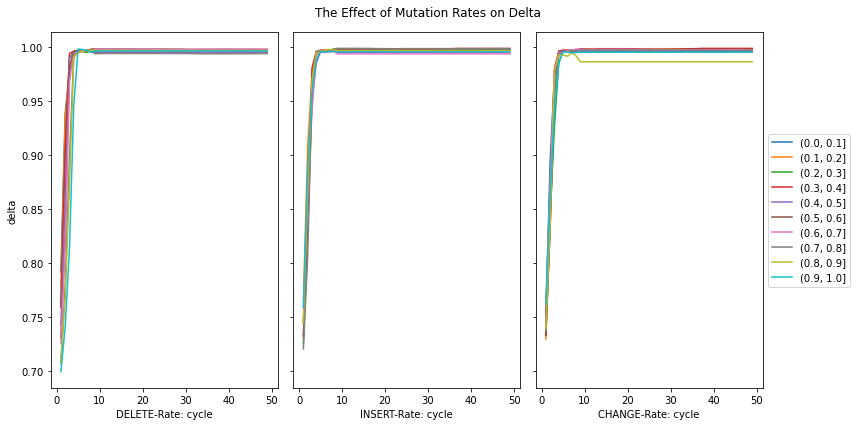 The Effect of Mutation Rates on Delta
delta
1.00
0.95
0.90
0.85
0.80
0.75
0.70
0 10 20 30 40 50
DELETE-Rate: cycle
0 10 20 30 40 50
INSERT-Rate: cycle
0 10 20 30 40 50
CHANGE-Rate: cycle
(0.0, 0.1]
(0.1, 0.2]
(0.2, 0.3]
(0.3, 0.4]
(0.4, 0.5]
(0.5, 0.6]
(0.6, 0.7]
(0.7, 0.8]
(0.8, 0.9]
(0.9, 1.0]